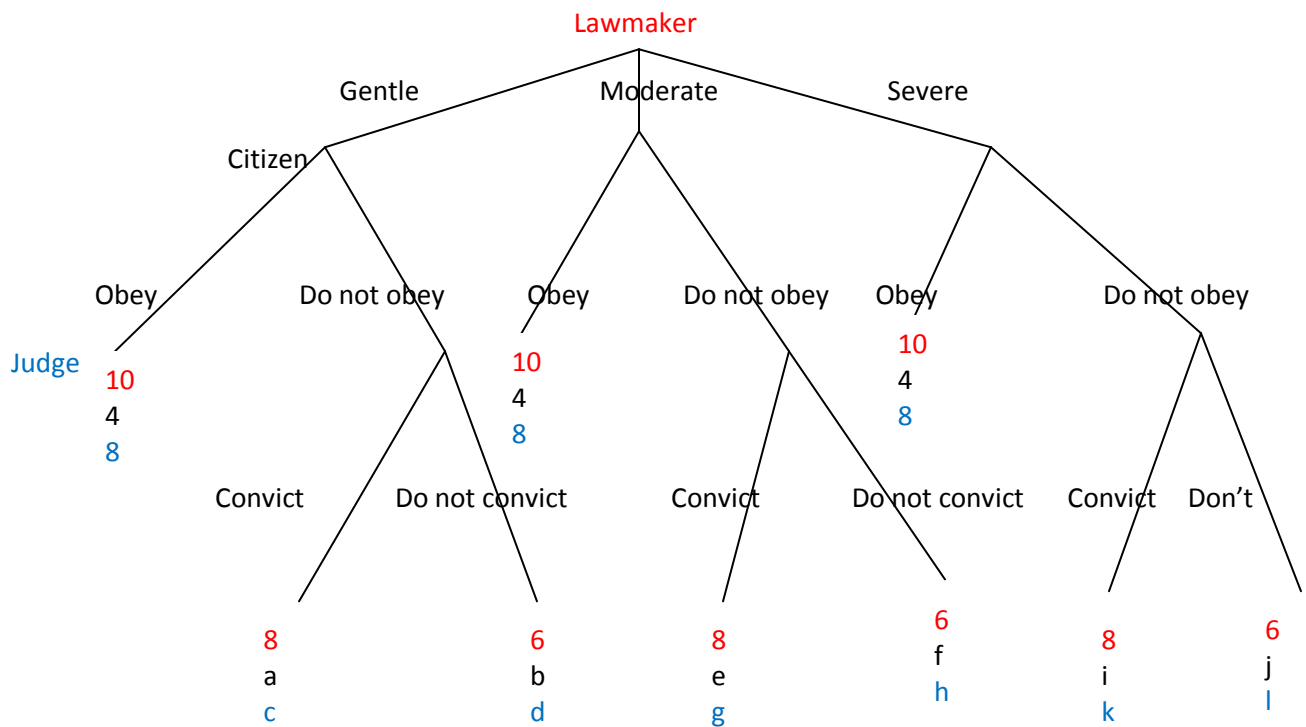 Lawmaker
Gentle Moderate Severe
Citizen
Obey Do not obey Obey Do not obey Obey Do not obey
Judge
10
4
8
10
4
8
10
4
8
Convict Do not convict Convict Do not convict Convict Don’t
8
a
c
6
b
d
8
e
g
6
f
h
8
i
k
6
j
l